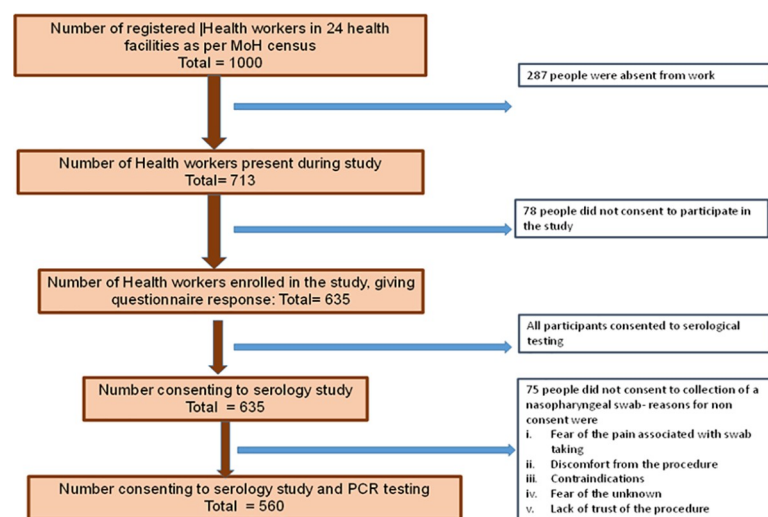 Number of registered |Health workers in 24 health
facilities as per MoH census
Total = 1000
287 people were absent from work
Number of Health workers present during study
Total= 713
78 people did not consent to participate in
the study
Number of Health workers enrolled in the study, giving
questionnaire response: Total= 635
All participants consented to serological
testing
Number consenting to serology study
Total = 635
75 people did not consent to collection of a
nasopharyngeal swab- reasons for non
consent were
i. Fear of the pain associated with swab
taking
ii. Discomfort from the procedure
iii. Contraindications
iv. Fear of the unknown
v. Lack of trust of the procedure
Number consenting to serology study and PCR testing
Total = 560